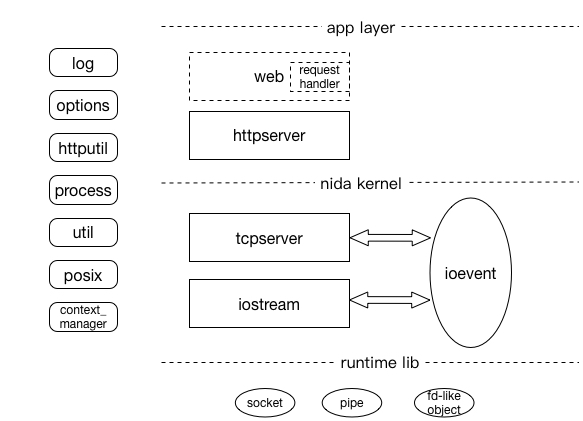 app layer
log
web
request
handler
options
httpserver
httputil
nida kernel
process
tcpserver
util
ioevent
posix
iostream
context_
manager
runtime lib
socket
pipe
fd-like
object